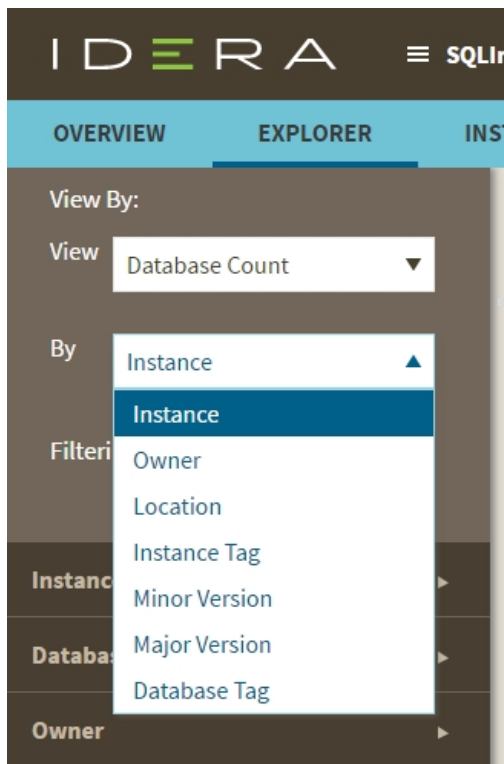 IDERA ≡ SQLIn
OVERVIEW EXPLORER INS
View By:
View Database Count ▼
By Instance ▲
Instance
Owner
Filteri
Location
Instance Tag
Instanc
Minor Version
Major Version
Databa
Database Tag
Owner